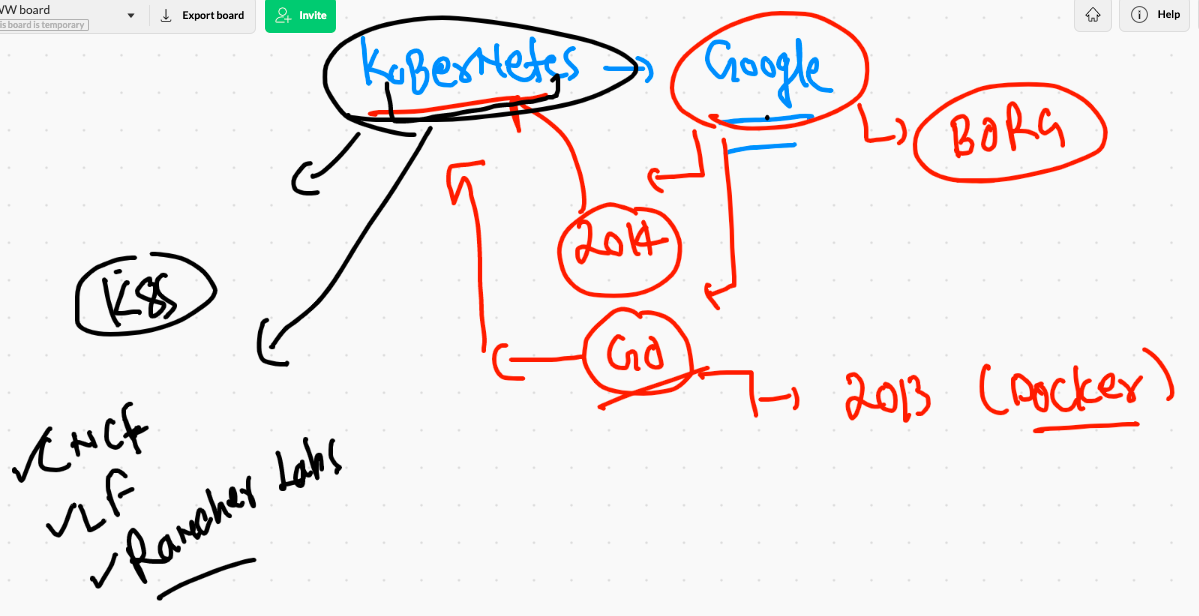 VW board
Export board
Invite
Help
is board is temporary
KuBerNetes
Google
BORG
2014
K8S
GO
2013 (Docker)
CNCF
LF
Rancher Labs